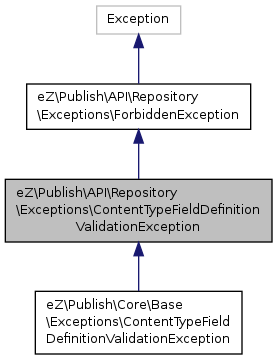 Exception
eZ\Publish\API\Repository
\Exceptions\ForbiddenException
eZ\Publish\API\Repository
\Exceptions\ContentTypeFieldDefinition
ValidationException
eZ\Publish\Core\Base
\Exceptions\ContentTypeField
DefinitionValidationException